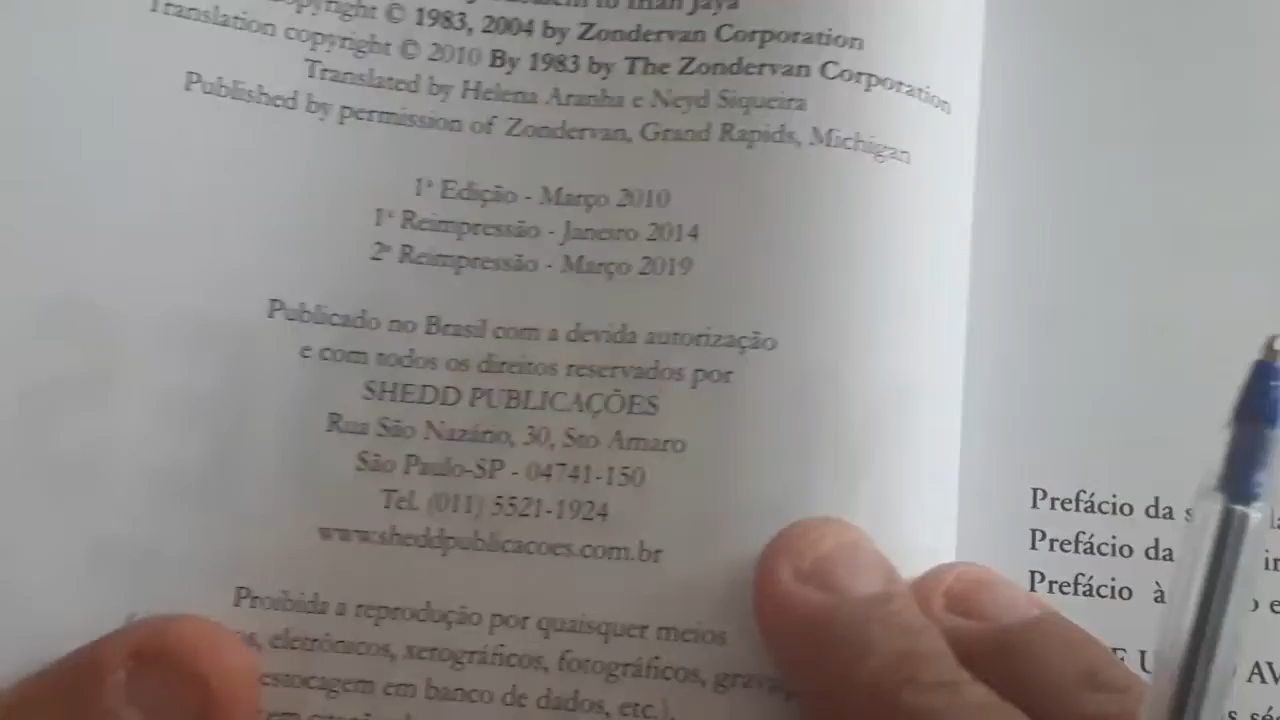 to Irian Jaya
Copyright © 1983, 2004 by Zondervan Corporation
Translation copyright © 2010 By 1983 by The Zondervan Corporation
Translated by Helena Aranha e Neyd Siqueira
Published by permission of Zondervan, Grand Rapids, Michigan
1ª Edição - Março 2010
1ª Reimpressão - Janeiro 2014
2ª Reimpressão - Março 2019
Publicado no Brasil com a devida autorização
e com todos os direitos reservados por
SHEDD PUBLICAÇÕES
Rua São Nazário, 30, Sto Amaro
São Paulo-SP - 04741-150
Tel. (011) 5521-1924
www.sheddpublicacoes.com.br
Proibida a reprodução por quaisquer meios
eletrônicos, xerográficos, fotográficos,
estocagem em banco de dados, etc.),
Prefácio da
Prefácio da
Prefácio à